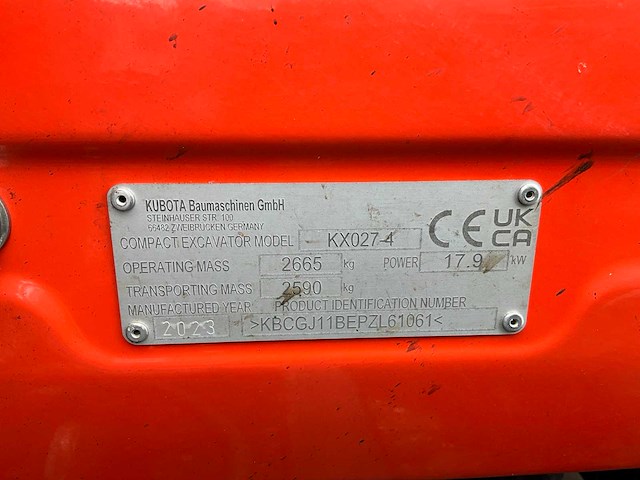 KUBOTA Baumaschinen GmbH
STEINHAUSER STR. 100
66482 ZWEIBRÜCKEN GERMANY
COMPACT EXCAVATOR MODEL KX027-4
CE UK CA
OPERATING MASS 2665 kg POWER 17.9 kW
TRANSPORTING MASS 2590 kg
MANUFACTURED YEAR PRODUCT IDENTIFICATION NUMBER
2023 >KBCGJ11BEPZL61061<